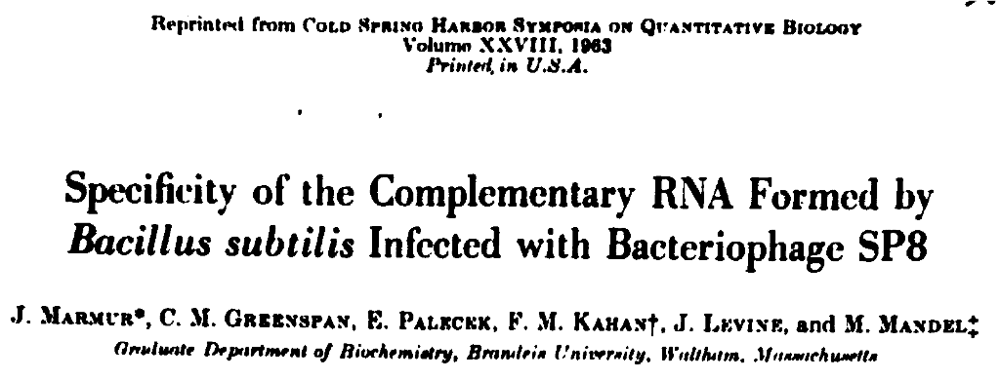 Reprinted from COLD SPRING HARBOR SYMPOSIA ON QUANTITATIVE BIOLOGY
Volume XXVIII, 1963
Printed in U.S.A.
Specificity of the Complementary RNA Formed by
Bacillus subtilis Infected with Bacteriophage SP8
J. MARMUR*, C. M. GREENSPAN, E. PALECEK, F. M. KAHAN†, J. LEVINE, and M. MANDEL‡
Graduate Department of Biochemistry, Brandeis University, Waltham, Massachusetts